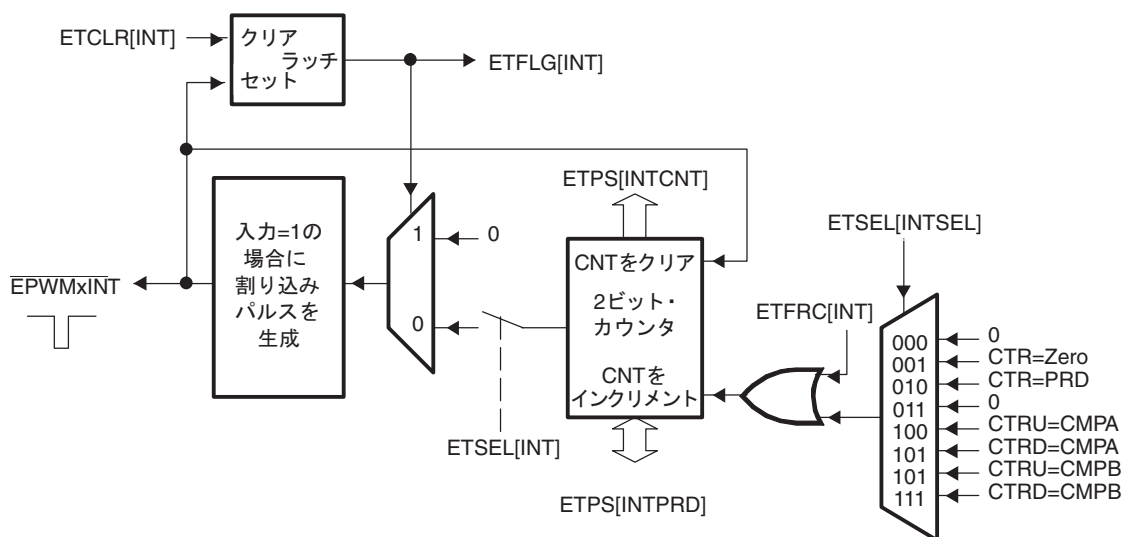 ETCLR[INT]
クリア
ラッチ
セット
ETFLG[INT]
ETPS[INTCNT]
ETSEL[INTSEL]
入力=1の
場合に
割り込み
パルスを
生成
1
0
0
EPWMxINT
CNTをクリア
2ビット・
カウンタ
CNTを
インクリメント
ETFRC[INT]
ETSEL[INT]
ETPS[INTPRD]
000
0
001
CTR=Zero
010
CTR=PRD
011
0
100
CTRU=CMPA
101
CTRD=CMPA
101
CTRU=CMPB
111
CTRD=CMPB